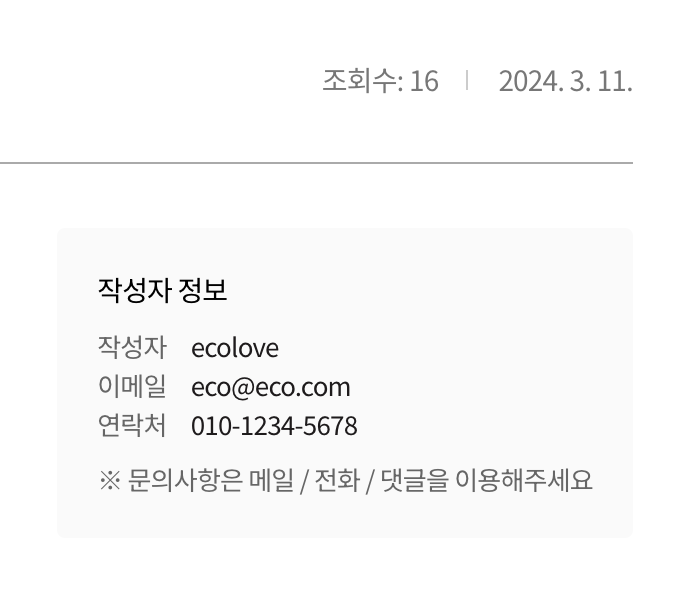 조회수: 16 | 2024. 3. 11.
작성자 정보
작성자 ecolove
이메일 eco@eco.com
연락처 010-1234-5678
※ 문의사항은 메일 / 전화 / 댓글을 이용해주세요